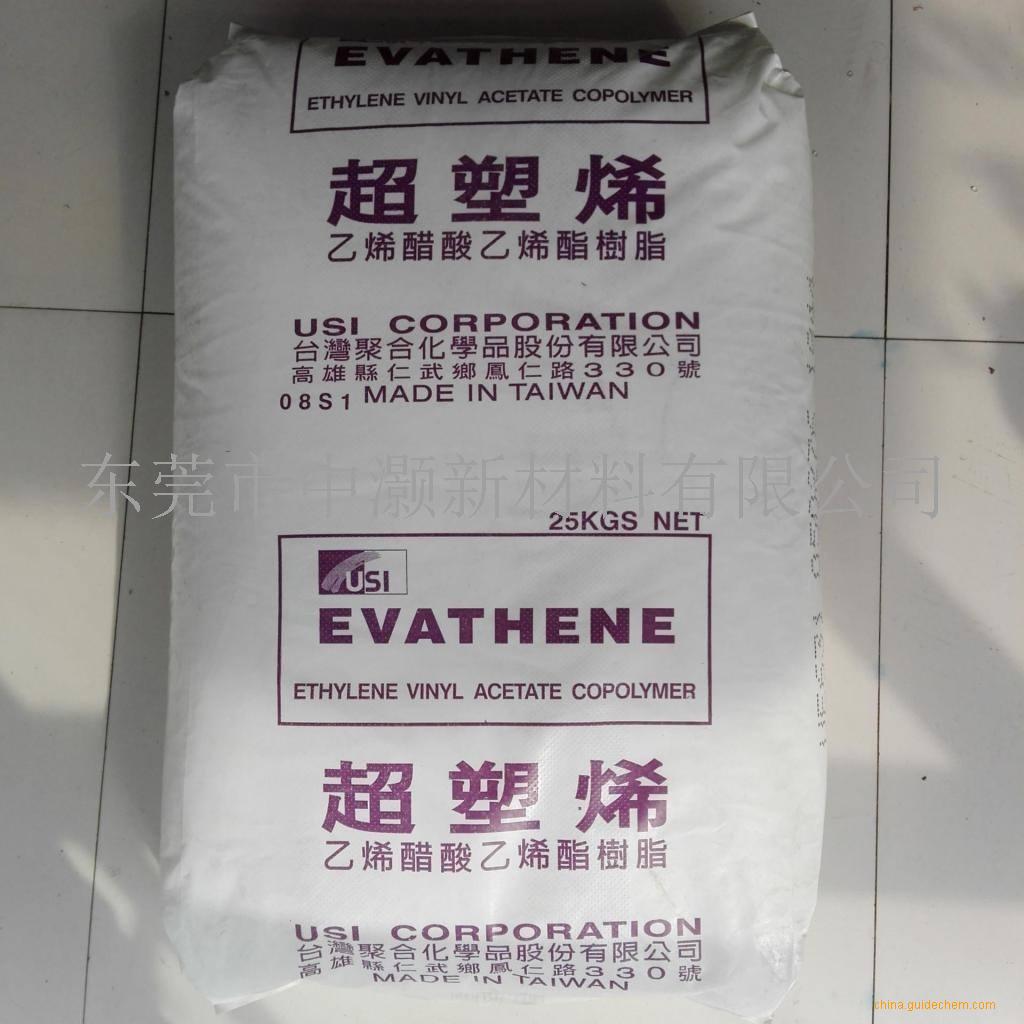 EVATHENE
ETHYLENE VINYL ACETATE COPOLYMER
超塑烯
乙烯醋酸乙烯酯樹脂
USI CORPORATION
台灣聚合化學品股份有限公司
高雄縣仁武鄉鳳仁路330號
08S1 MADE IN TAIWAN
东莞市中灏新材料有限公司
25KGS NET
USI
EVATHENE
ETHYLENE VINYL ACETATE COPOLYMER
超塑烯
乙烯醋酸乙烯酯樹脂
USI CORPORATION
台灣聚合化學品股份有限公司
高雄縣仁武鄉鳳仁路330號
MADE IN TAIWAN
china.guidechem.com